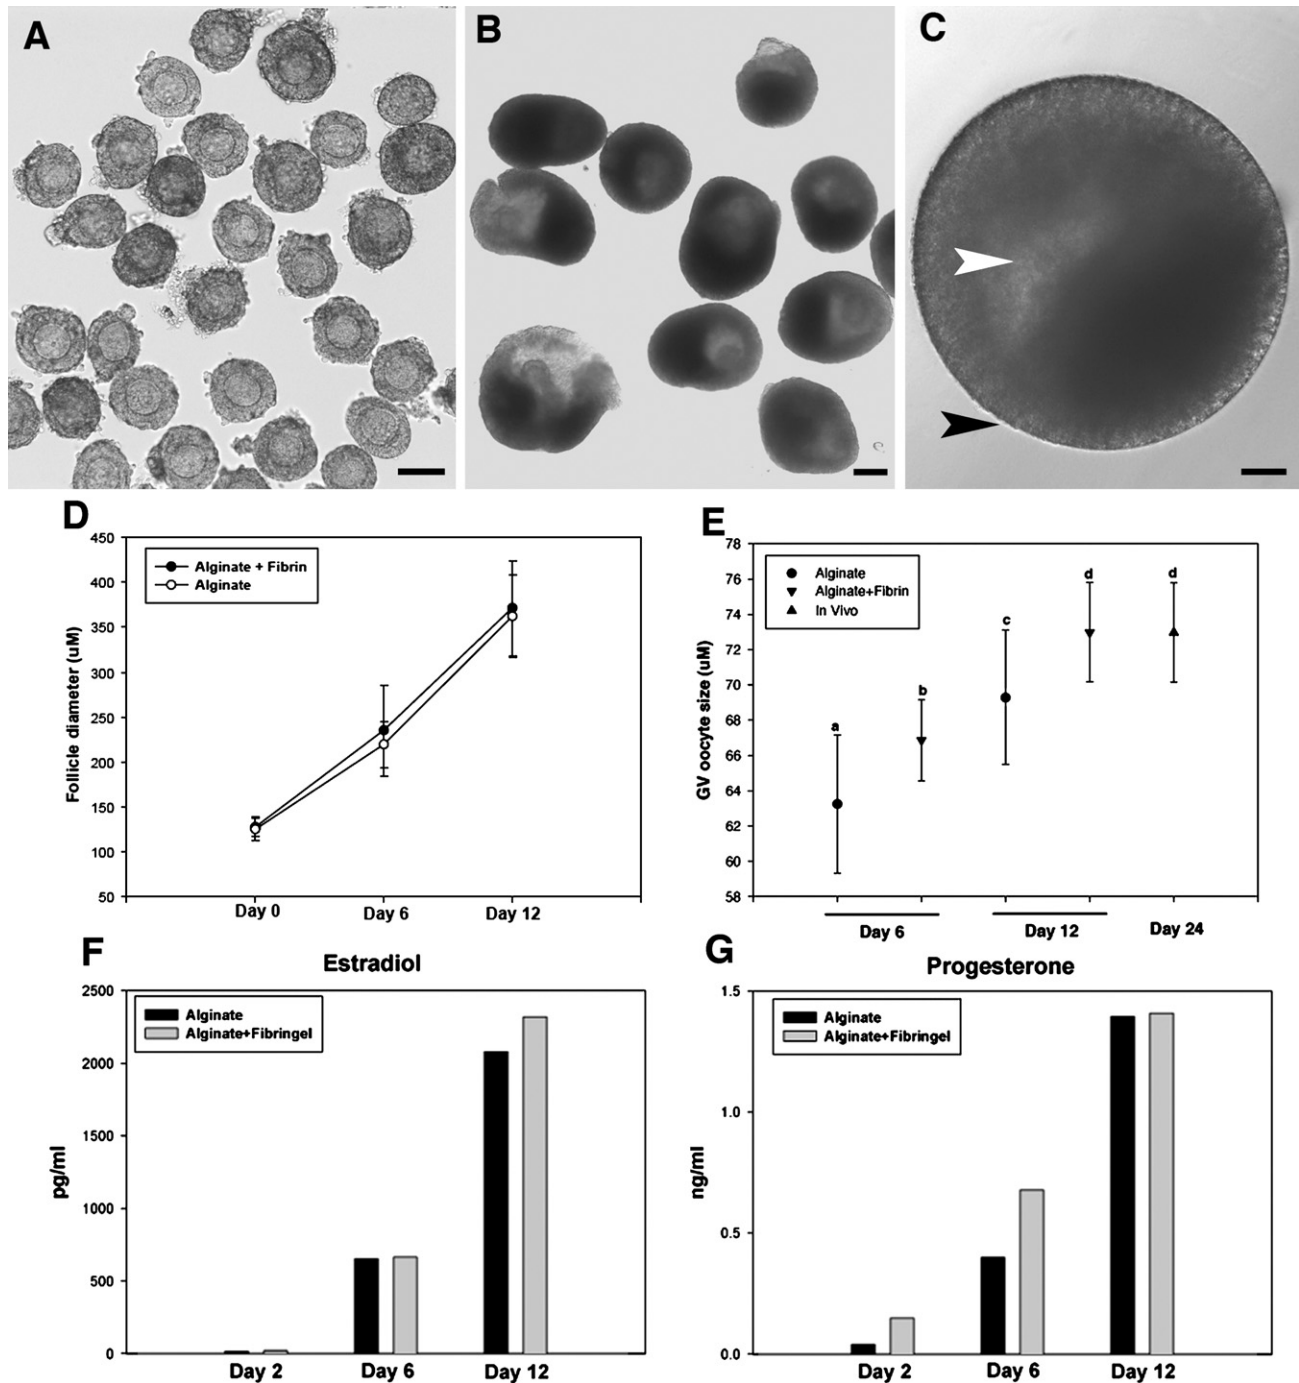 A
B
C
D
450
400
350
300
250
200
150
100
50
Follicle diameter (uM)
Alginate + Fibrin
Alginate
Day 0
Day 6
Day 12
E
78
76
74
72
70
68
66
64
62
60
58
GV oocyte size (uM)
Alginate
Alginate+Fibrin
In Vivo
a
b
c
d
d
Day 6
Day 12
Day 24
F
Estradiol
2500
2000
1500
1000
500
0
pg/ml
Alginate
Alginate+Fibringel
Day 2
Day 6
Day 12
G
Progesterone
1.5
1.0
0.5
0.0
ng/ml
Alginate
Alginate+Fibringel
Day 2
Day 6
Day 12